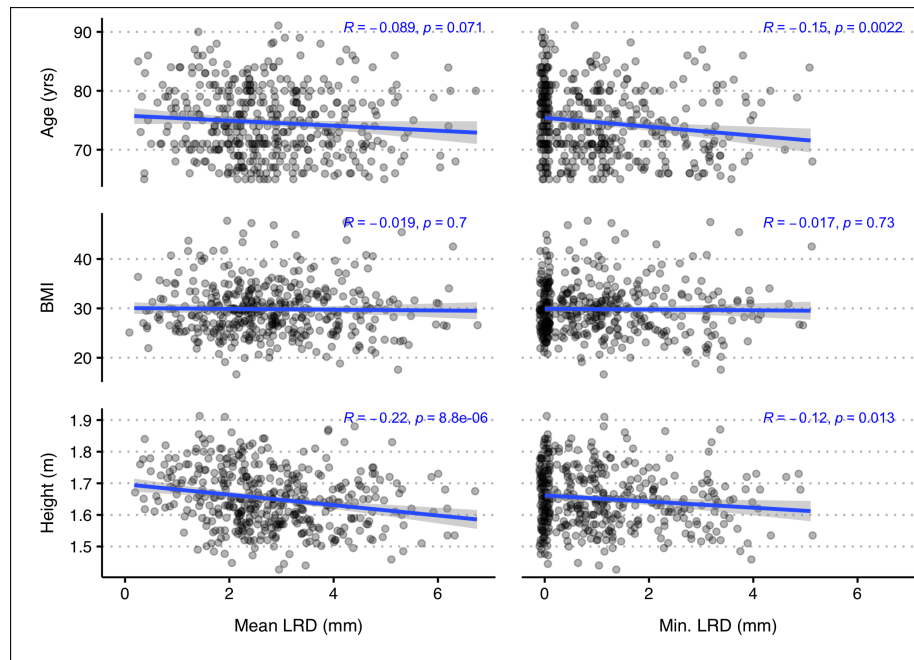 R = −0.089, p = 0.071
R = −0.15, p = 0.0022
90
80
70
Age (yrs)
R = −0.019, p = 0.7
R = −0.017, p = 0.73
40
30
20
BMI
R = −0.22, p = 8.8e-06
R = −0.12, p = 0.013
1.9
1.8
1.7
1.6
1.5
Height (m)
0 2 4 6 0 2 4 6
Mean LRD (mm) Min. LRD (mm)